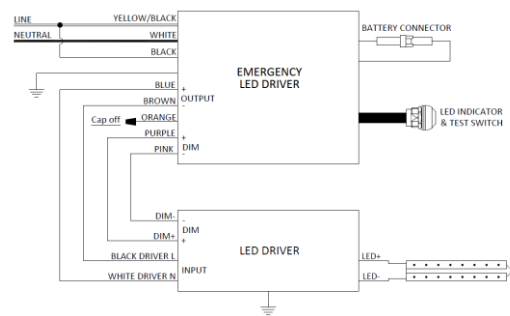 LINE
YELLOW/BLACK
NEUTRAL
WHITE
BLACK
BATTERY CONNECTOR
EMERGENCY
LED DRIVER
BLUE
+
OUTPUT
BROWN
-
Cap off
ORANGE
PURPLE
+
DIM
PINK
-
LED INDICATOR
& TEST SWITCH
DIM-
-
DIM
DIM+
+
LED DRIVER
BLACK DRIVER L
INPUT
WHITE DRIVER N
LED+
LED-